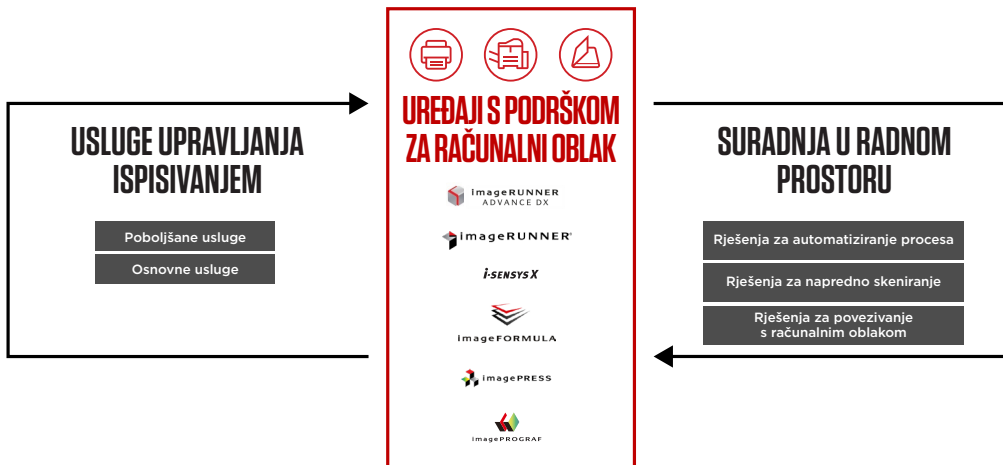 USLUGE UPRAVLJANJA
ISPISIVANJEM
Poboljšane usluge
Osnovne usluge
UREĐAJI S PODRŠKOM
ZA RAČUNALNI OBLAK
imageRUNNER
ADVANCE DX
imageRUNNER
i-SENSYS X
imageFORMULA
imagePRESS
imagePROGRAF
SURADNJA U RADNOM
PROSTORU
Rješenja za automatiziranje procesa
Rješenja za napredno skeniranje
Rješenja za povezivanje
s računalnim oblakom